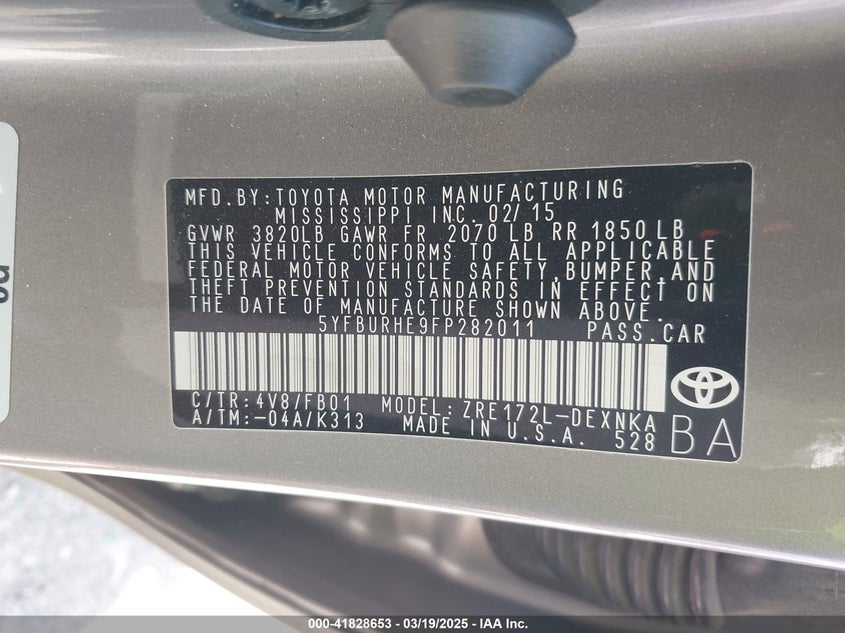 MFD.BY:TOYOTA MOTOR MANUFACTURING
MISSISSIPPI INC. 02/15
GVWR 3820LB GAWR FR 2070LB RR 1850LB
THIS VEHICLE CONFORMS TO ALL APPLICABLE
FEDERAL MOTOR VEHICLE SAFETY,BUMPER,AND
THEFT PREVENTION STANDARDS IN EFFECT ON
THE DATE OF MANUFACTURE SHOWN ABOVE.
5YFBURHE9FP282011 PASS.CAR
C/TR:4V8/FB01 MODEL:ZRE172L-DEXNKA
A/TM:-04A/K313 MADE IN U.S.A. 528
BA
000-41828653 - 03/19/2025 - IAA Inc.